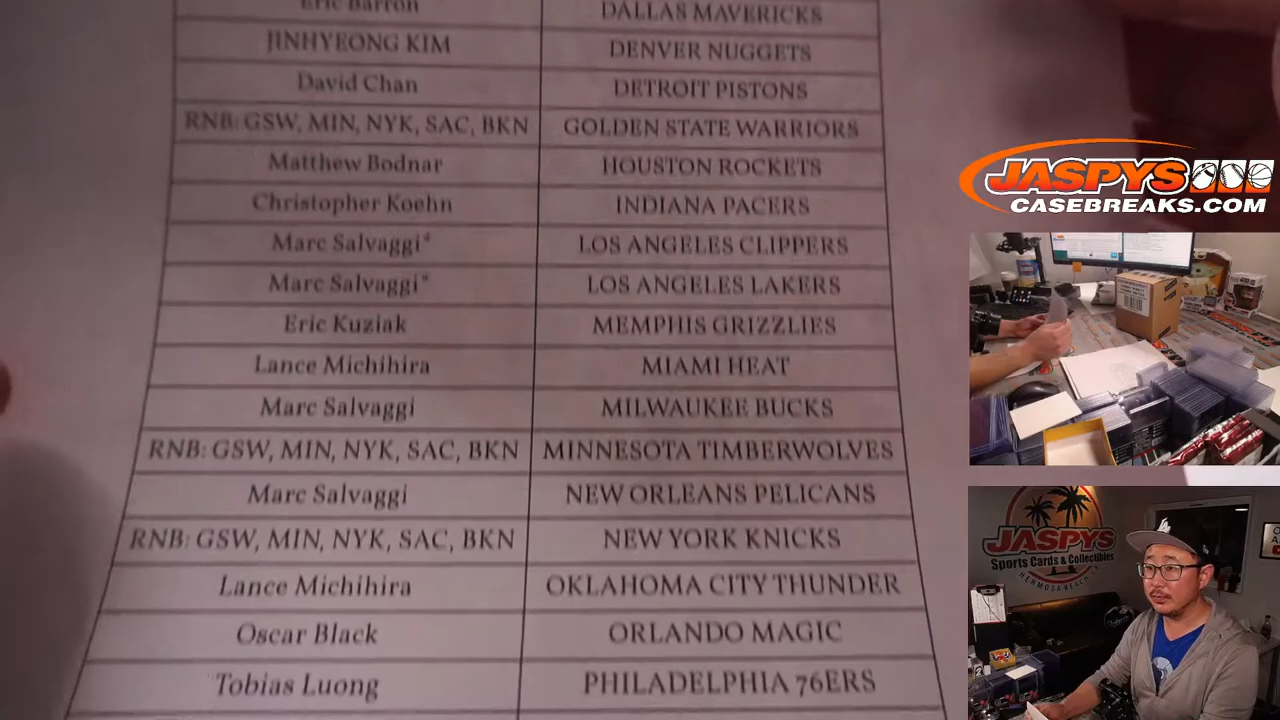 Eric Barron DALLAS MAVERICKS
JINHYEONG KIM DENVER NUGGETS
David Chan DETROIT PISTONS
RNB: GSW, MIN, NYK, SAC, BKN GOLDEN STATE WARRIORS
Matthew Bodnar HOUSTON ROCKETS
Christopher Koehn INDIANA PACERS
Marc Salvaggi* LOS ANGELES CLIPPERS
Marc Salvaggi* LOS ANGELES LAKERS
Eric Kuziak MEMPHIS GRIZZLIES
Lance Michihira MIAMI HEAT
Marc Salvaggi MILWAUKEE BUCKS
RNB: GSW, MIN, NYK, SAC, BKN MINNESOTA TIMBERWOLVES
Marc Salvaggi NEW ORLEANS PELICANS
RNB: GSW, MIN, NYK, SAC, BKN NEW YORK KNICKS
Lance Michihira OKLAHOMA CITY THUNDER
Oscar Black ORLANDO MAGIC
Tobias Luong PHILADELPHIA 76ERS
JASPYS
CASEBREAKS.COM
JASPYS
Sports Cards & Collectibles
HERMOSA BEACH